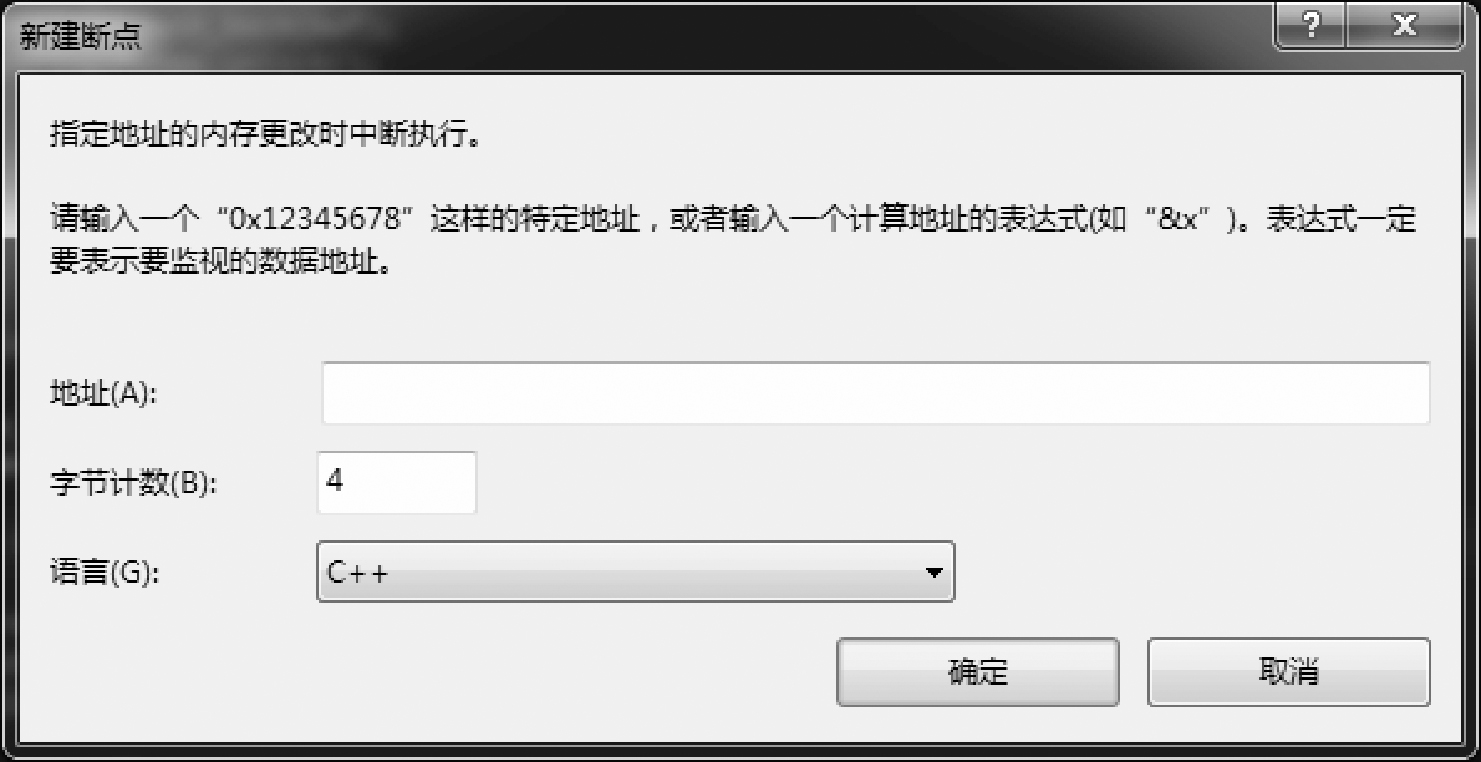 新建断点
指定地址的内存更改时中断执行。
请输入一个“0x12345678”这样的特定地址，或者输入一个计算地址的表达式(如“&x”)。表达式一定
要表示要监视的数据地址。
地址(A):
字节计数(B): 4
语言(G): C++
确定 取消